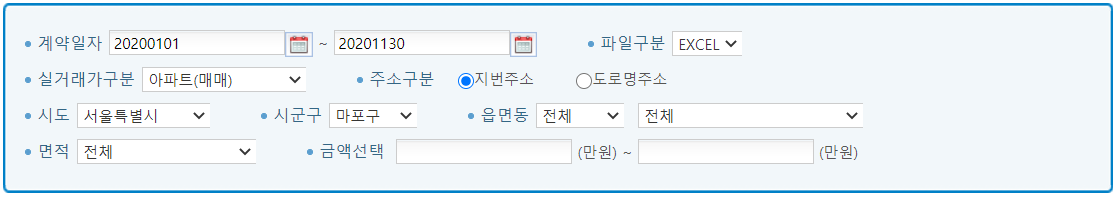 계약일자 20200101 ~ 20201130 파일구분 EXCEL
실거래가구분 아파트(매매) 주소구분 지번주소 도로명주소
시도 서울특별시 시군구 마포구 읍면동 전체 전체
면적 전체 금액선택 (만원) ~ (만원)